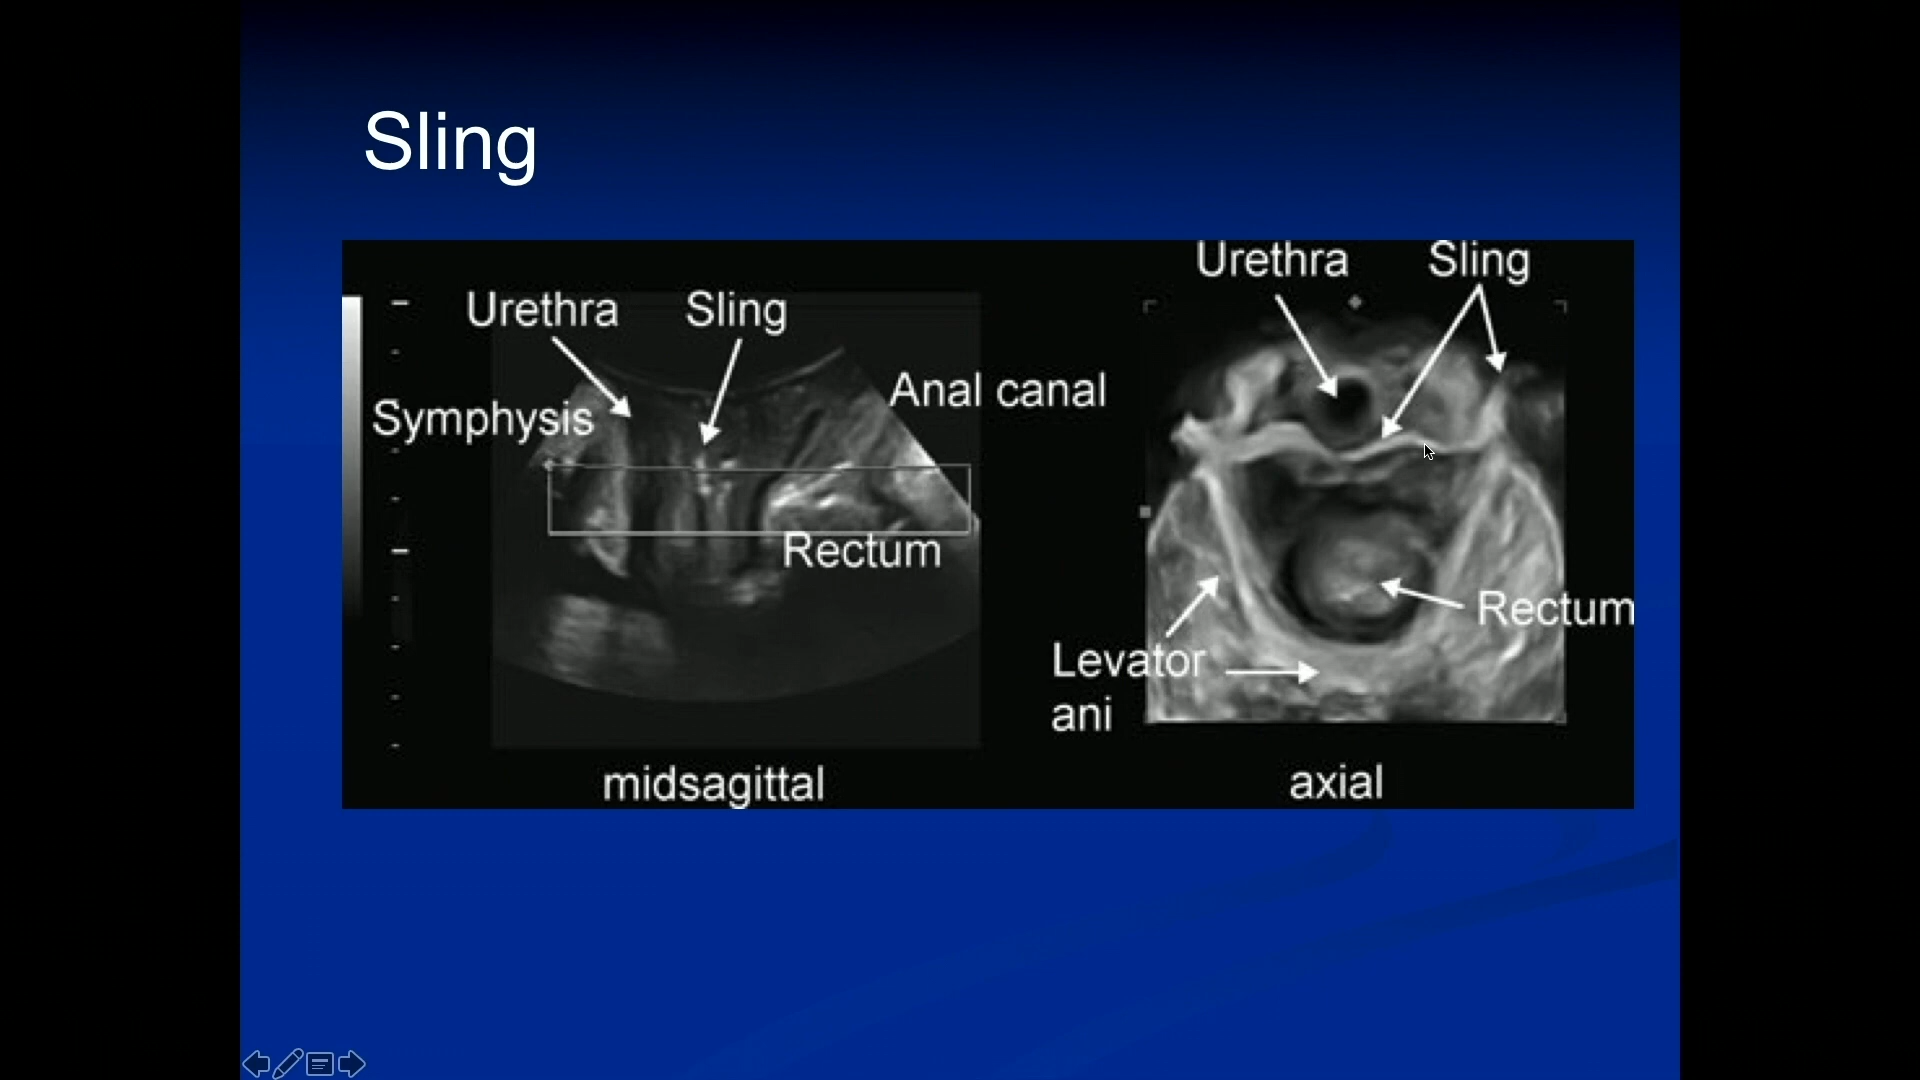 Sling
Urethra
Sling
Symphysis
Anal canal
Rectum
midsagittal
Urethra
Sling
Rectum
Levator
ani
axial